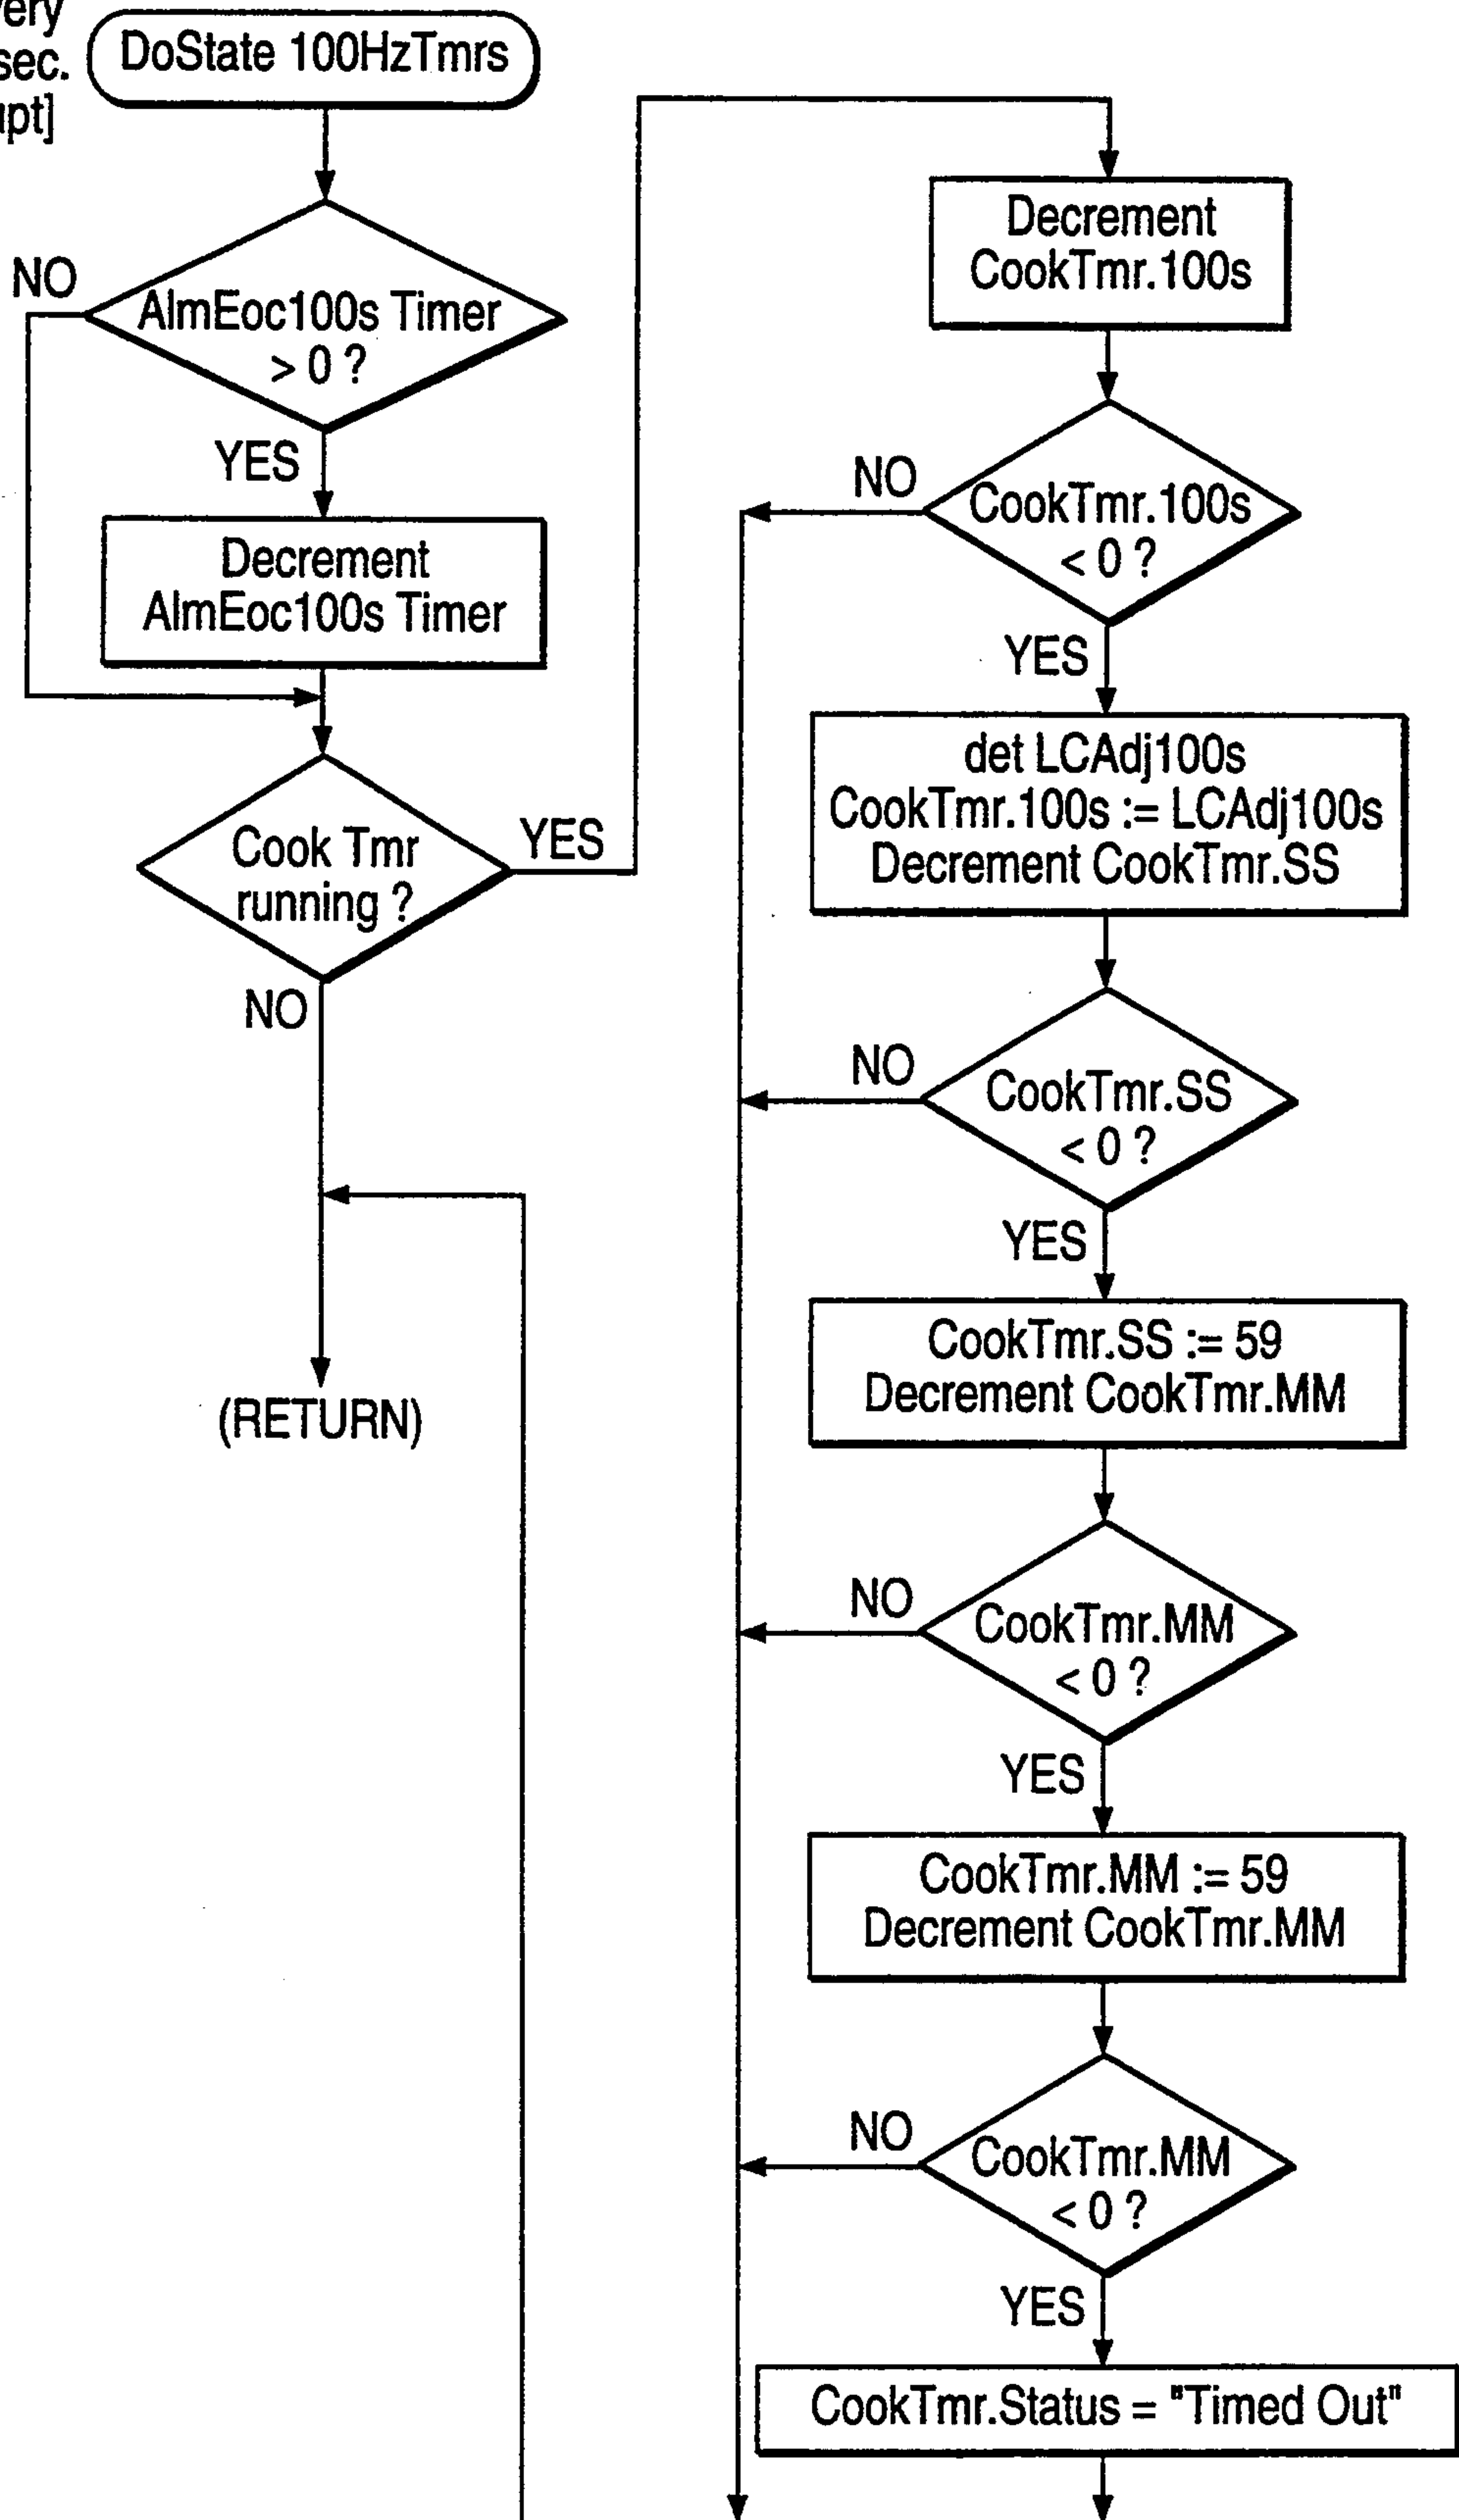 sec.
DoState 100HzTmrs
NO
AlmEoc100s Timer
> 0 ?
YES
Decrement
AlmEoc100s Timer
Cook Tmr
running ?
YES
NO
(RETURN)
Decrement
CookTmr.100s
NO
CookTmr.100s
< 0 ?
YES
det LCAdj100s
CookTmr.100s := LCAdj100s
Decrement CookTmr.SS
NO
CookTmr.SS
< 0 ?
YES
CookTmr.SS := 59
Decrement CookTmr.MM
NO
CookTmr.MM
< 0 ?
YES
CookTmr.MM := 59
Decrement CookTmr.MM
NO
CookTmr.MM
< 0 ?
YES
CookTmr.Status = "Timed Out"